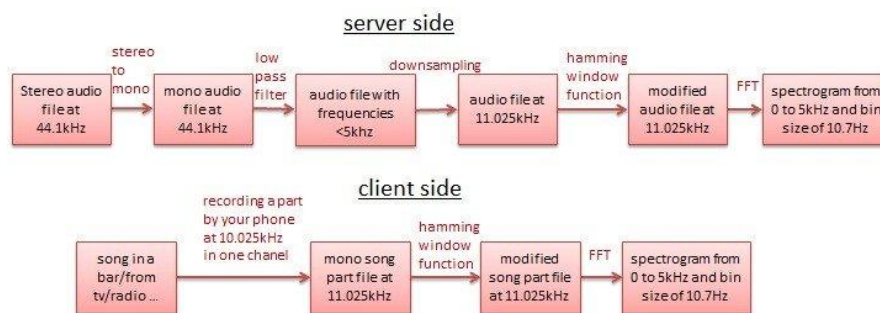 server side
stereo
to
mono
low
pass
filter
downsampling
hamming
window
function
FFT
Stereo audio
file at
44.1kHz
mono audio
file at
44.1kHz
audio file with
frequencies
<5khz
audio file at
11.025kHz
modified
audio file at
11.025kHz
spectrogram from
0 to 5kHz and bin
size of 10.7Hz
client side
recording a part
by your phone
at 10.025kHz
in one chanel
hamming
window
function
FFT
song in a
bar/from
tv/radio ...
mono song
part file at
11.025kHz
modified
song part file
at 11.025kHz
spectrogram from
0 to 5kHz and bin
size of 10.7Hz